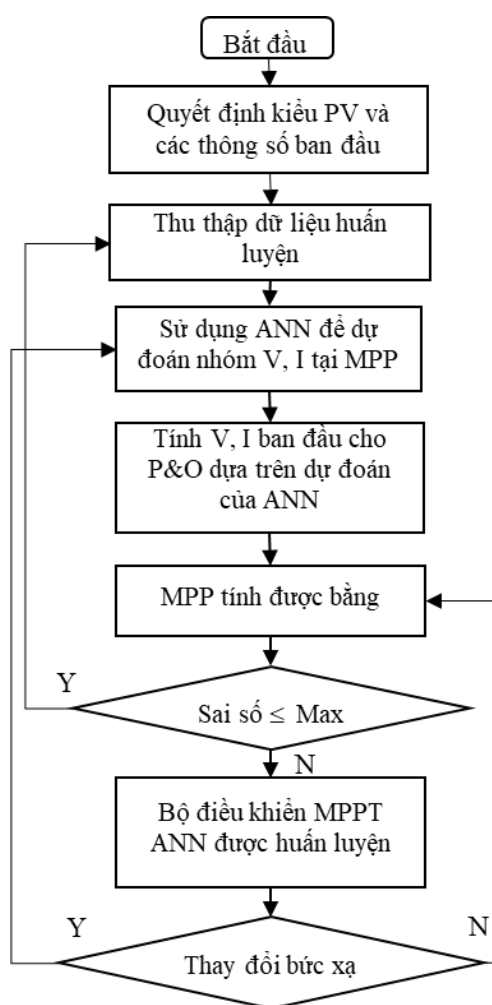 Bắt đầu
Quyết định kiểu PV và
các thông số ban đầu
Thu thập dữ liệu huấn
luyện
Sử dụng ANN để dự
đoán nhóm V, I tại MPP
Tính V, I ban đầu cho
P&O dựa trên dự đoán
của ANN
MPP tính được bằng
Y
Sai số ≤ Max
N
Bộ điều khiển MPPT
ANN được huấn luyện
Y
N
Thay đổi bức xạ